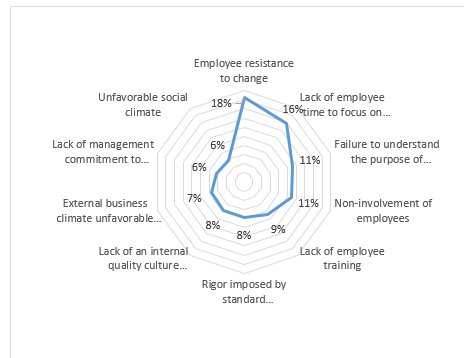 Employee resistance
to change
18%
Lack of employee
time to focus on...
16%
Failure to understand
the purpose of...
11%
Non-involvement of
employees
11%
Lack of employee
training
9%
Rigor imposed by
standard...
8%
Lack of an internal
quality culture...
8%
External business
climate unfavorable...
7%
Lack of management
commitment to...
6%
Unfavorable social
climate
6%